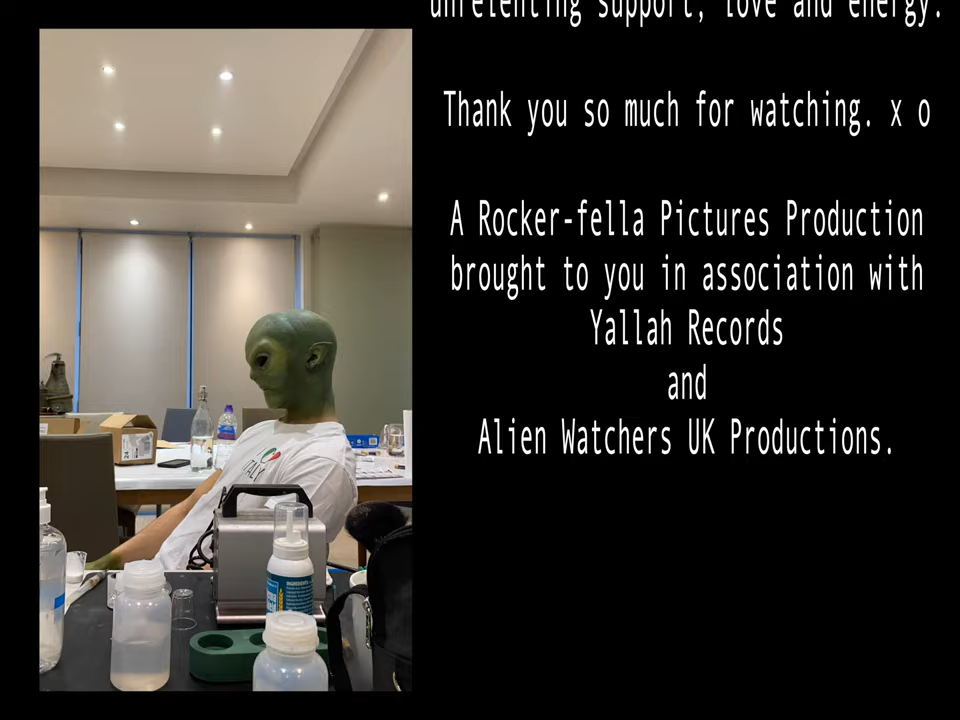 unrelenting support, love and energy.
Thank you so much for watching. x o
A Rocker-fella Pictures Production
brought to you in association with
Yallah Records
and
Alien Watchers UK Productions.
ITALY